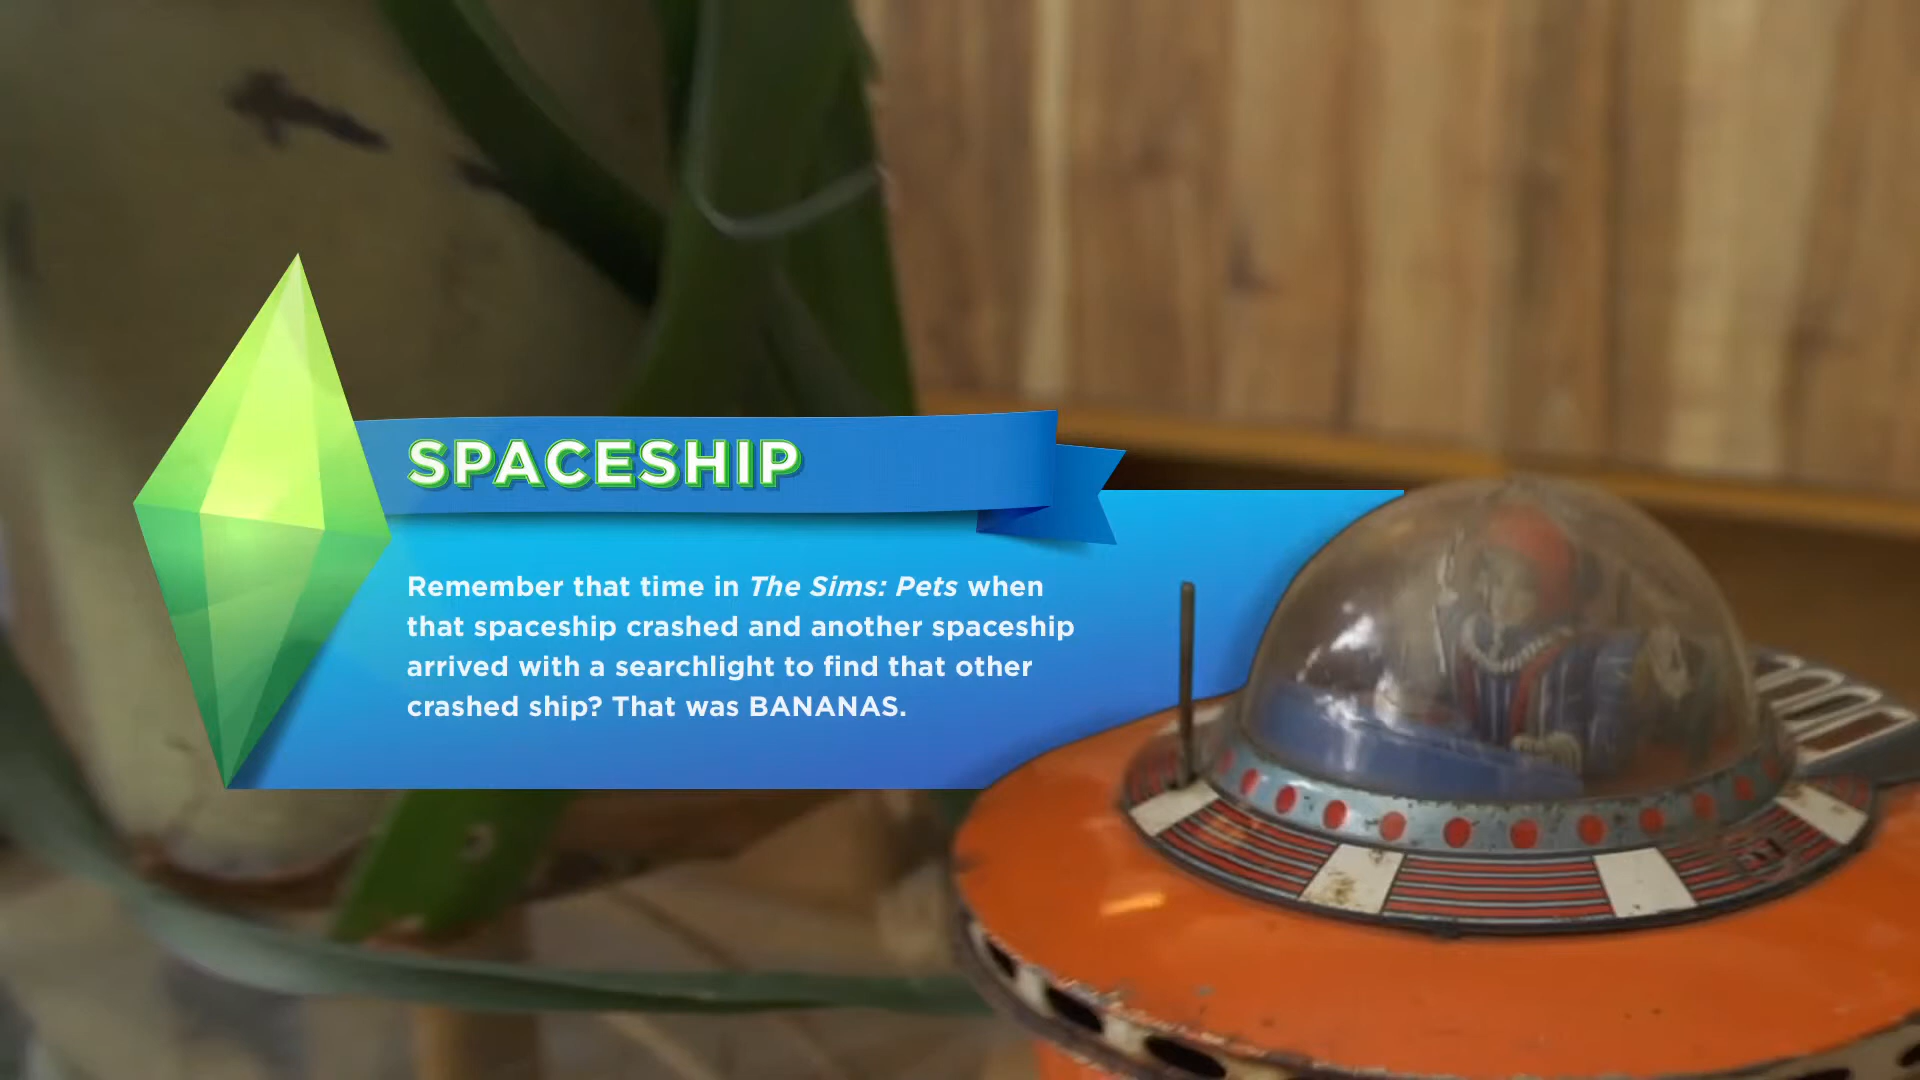 SPACESHIP
Remember that time in The Sims: Pets when
that spaceship crashed and another spaceship
arrived with a searchlight to find that other
crashed ship? That was BANANAS.